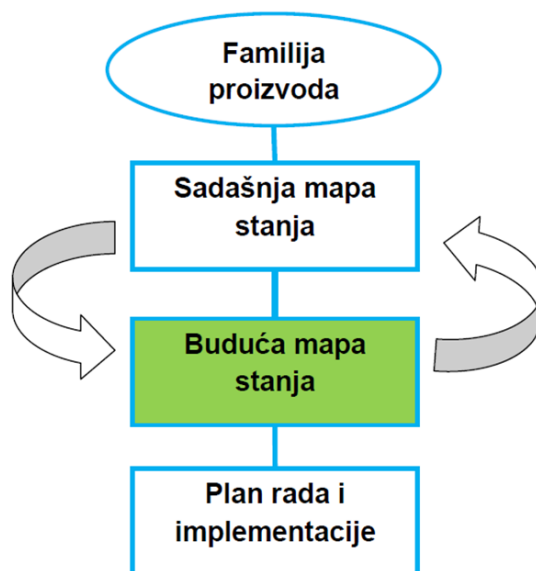 Familija
proizvoda
Sadašnja mapa
stanja
Buduća mapa
stanja
Plan rada i
implementacije